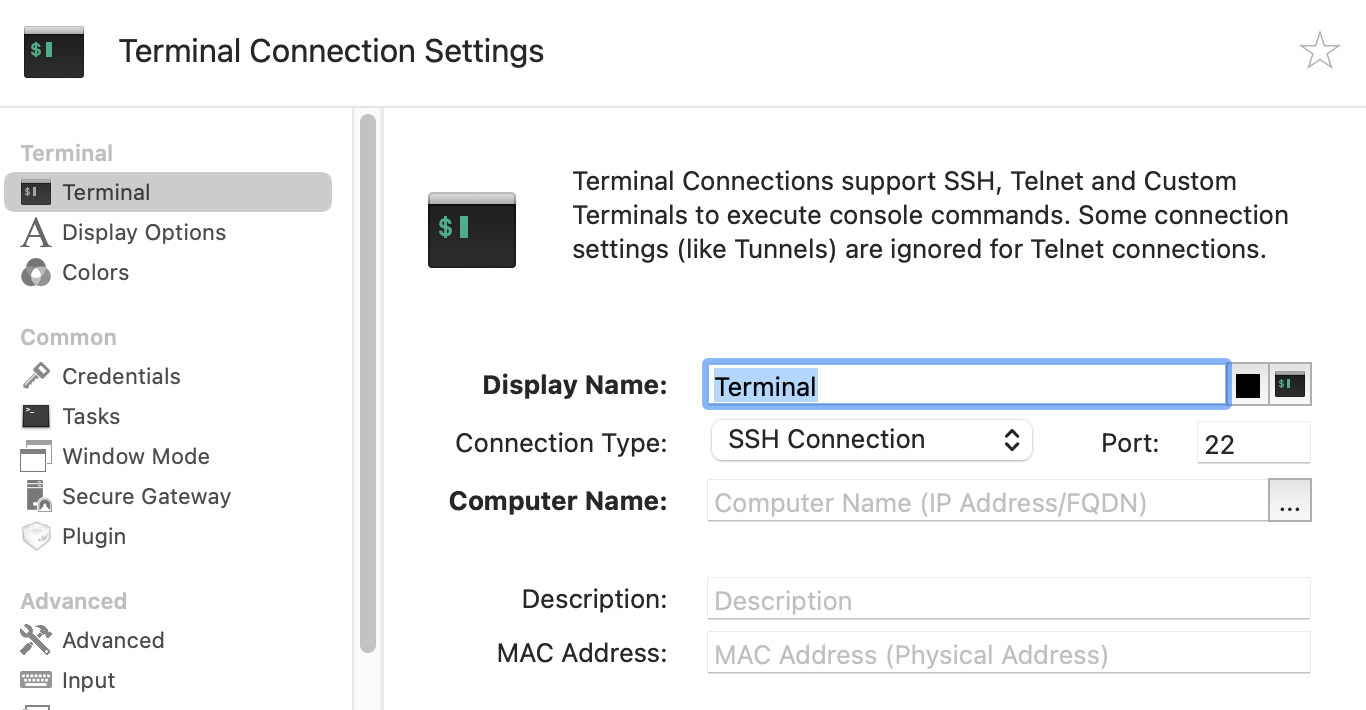 Terminal Connection Settings
Terminal
Terminal
Display Options
Colors
Common
Credentials
Tasks
Window Mode
Secure Gateway
Plugin
Advanced
Advanced
Input
Terminal Connections support SSH, Telnet and Custom
Terminals to execute console commands. Some connection
settings (like Tunnels) are ignored for Telnet connections.
Display Name: Terminal
Connection Type: SSH Connection Port: 22
Computer Name: Computer Name (IP Address/FQDN) ...
Description: Description
MAC Address: MAC Address (Physical Address)